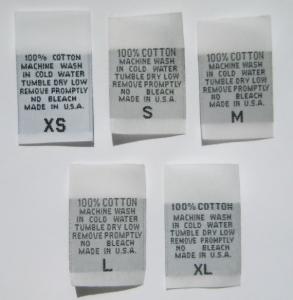 100% COTTON
MACHINE WASH
IN COLD WATER
TUMBLE DRY LOW
REMOVE PROMPTLY
NO BLEACH
MADE IN U.S.A.
XS
100% COTTON
MACHINE WASH
IN COLD WATER
TUMBLE DRY LOW
REMOVE PROMPTLY
NO BLEACH
MADE IN U.S.A.
S
100% COTTON
MACHINE WASH
IN COLD WATER
TUMBLE DRY LOW
REMOVE PROMPTLY
NO BLEACH
MADE IN U.S.A.
M
100% COTTON
MACHINE WASH
IN COLD WATER
TUMBLE DRY LOW
REMOVE PROMPTLY
NO BLEACH
MADE IN U.S.A.
L
100% COTTON
MACHINE WASH
IN COLD WATER
TUMBLE DRY LOW
REMOVE PROMPTLY
NO BLEACH
MADE IN U.S.A.
XL